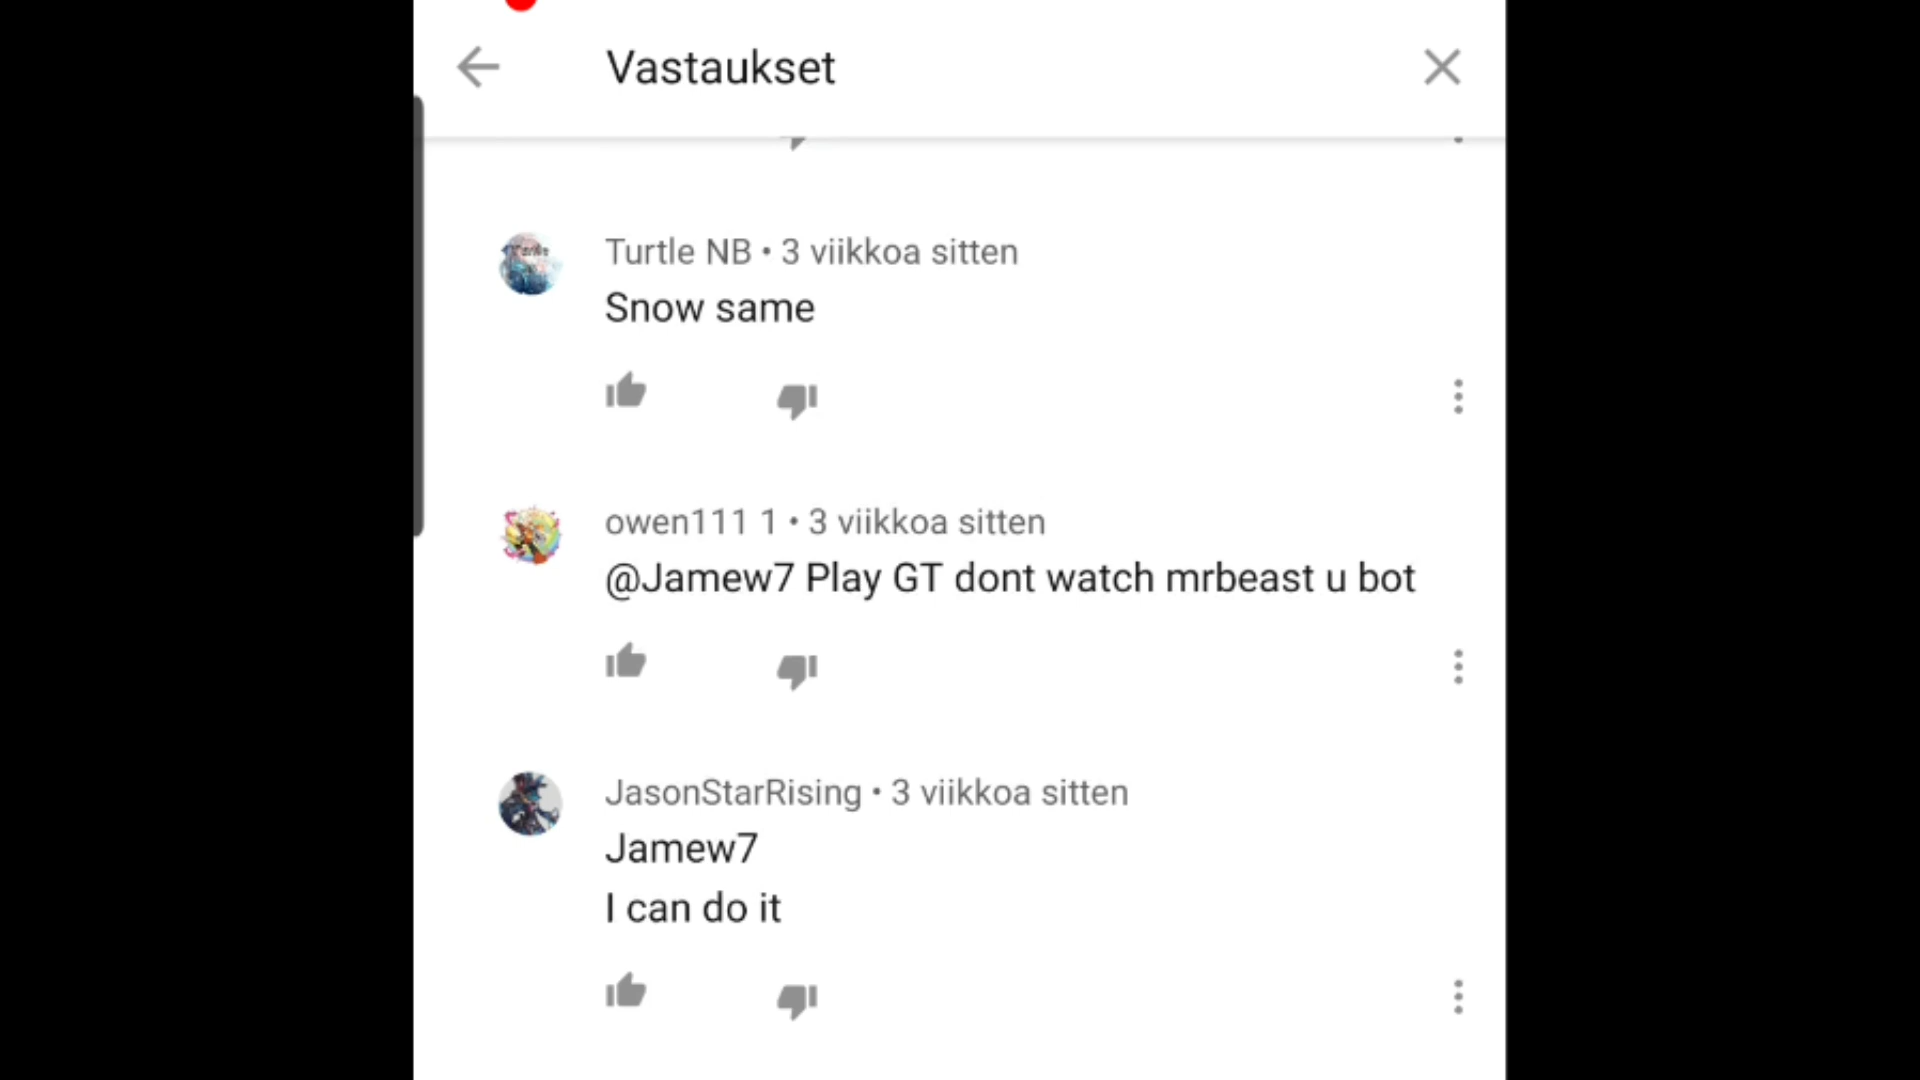 Vastaukset
Turtle NB • 3 viikkoa sitten
Snow same
owen111 1 • 3 viikkoa sitten
@Jamew7 Play GT dont watch mrbeast u bot
JasonStarRising • 3 viikkoa sitten
Jamew7
I can do it